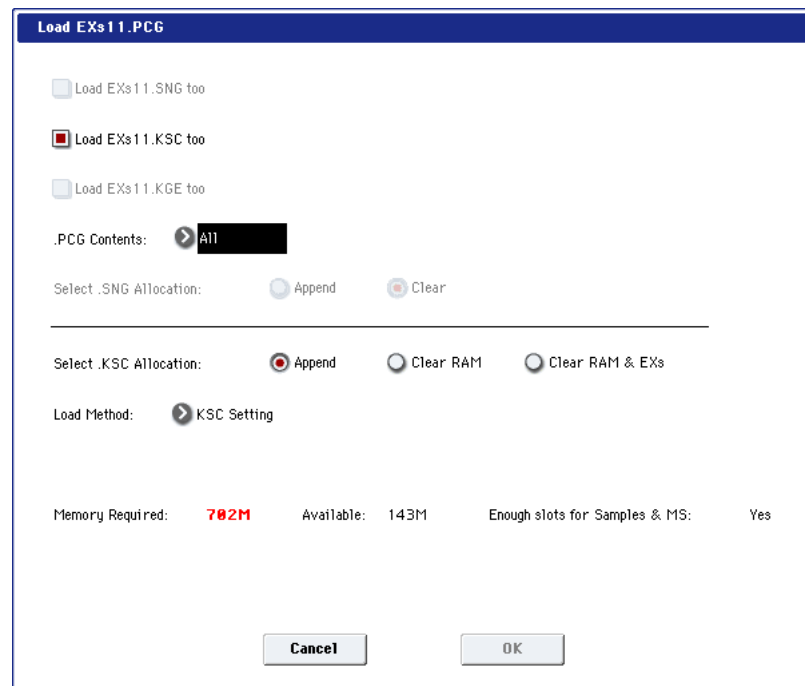 Load EXs11.PCG
Load EXs11.SNG too
Load EXs11.KSC too
Load EXs11.KGE too
.PCG Contents: All
Select .SNG Allocation: Append Clear
Select .KSC Allocation: Append Clear RAM Clear RAM & EXs
Load Method: KSC Setting
Memory Required: 702M Available: 143M Enough slots for Samples & MS: Yes
Cancel OK